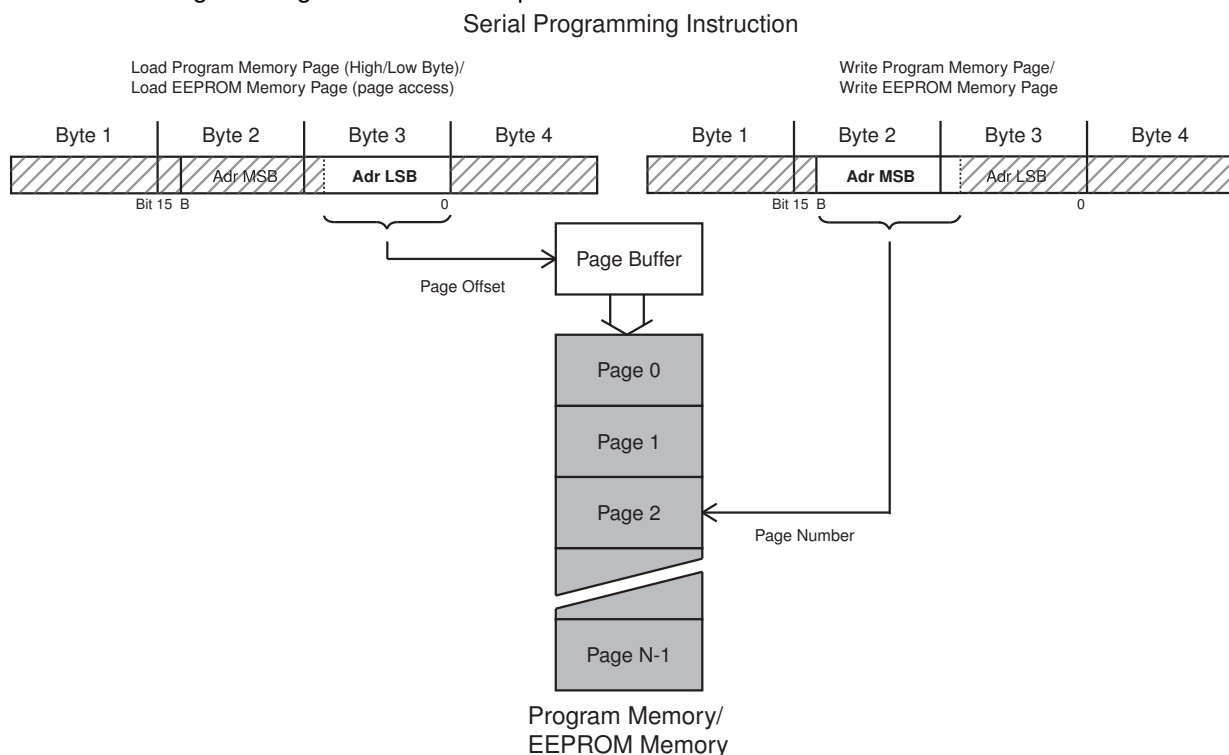 Serial Programming Instruction
Load Program Memory Page (High/Low Byte)/
Load EEPROM Memory Page (page access)
Byte 1 Byte 2 Byte 3 Byte 4
Adr MSB Adr LSB
Bit 15 B 0
Page Offset
Write Program Memory Page/
Write EEPROM Memory Page
Byte 1 Byte 2 Byte 3 Byte 4
Adr MSB Adr LSB
Bit 15 B 0
Page Buffer
Page 0
Page 1
Page 2
Page Number
Page N-1
Program Memory/
EEPROM Memory